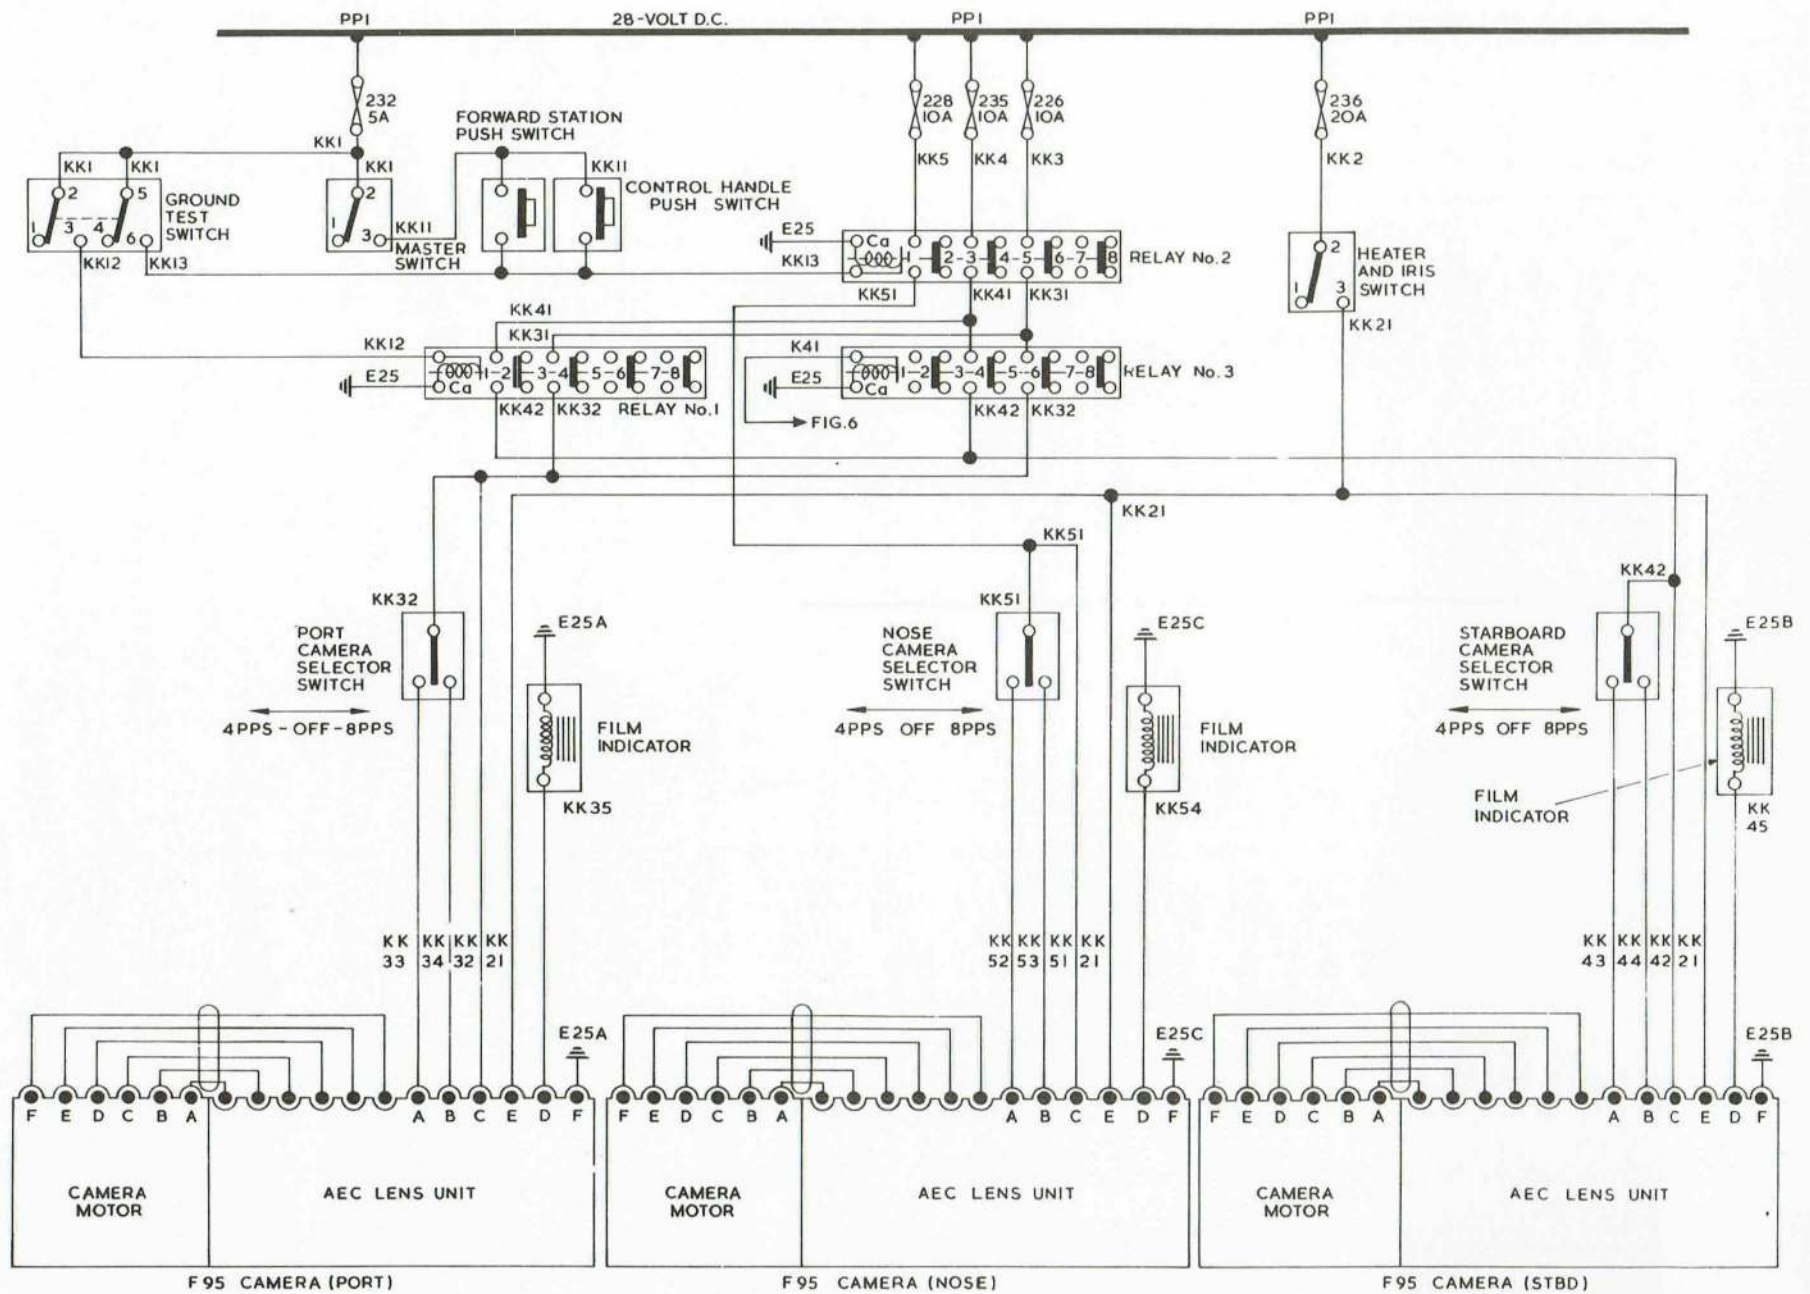 PP1
28-VOLT D.C.
PP1
PP1
232
5A
228
10A
235
10A
226
10A
236
20A
FORWARD STATION
PUSH SWITCH
KK1
KK1
KK1
KK1
KK11
KK5
KK4
KK3
KK2
2
5
1
3
4
6
GROUND
TEST
SWITCH
2
1
3
KK11
MASTER
SWITCH
CONTROL HANDLE
PUSH SWITCH
KK12
KK13
E25
KK13
Ca
1 2-3-4-5-6-7-8
RELAY No.2
2
1
3
HEATER
AND IRIS
SWITCH
KK51
KK41
KK31
KK21
KK41
KK31
KK12
E25
Ca
1-2 3-4 5-6 7-8
KK42
KK32
RELAY No.1
K41
E25
Ca
1-2 3-4 5-6 7-8
RELAY No.3
KK42
KK32
FIG.6
KK21
KK51
KK42
KK32
PORT
CAMERA
SELECTOR
SWITCH
4PPS-OFF-8PPS
E25A
FILM
INDICATOR
KK35
KK51
NOSE
CAMERA
SELECTOR
SWITCH
4PPS OFF 8PPS
E25C
FILM
INDICATOR
KK54
STARBOARD
CAMERA
SELECTOR
SWITCH
4PPS OFF 8PPS
E25B
FILM
INDICATOR
KK
45
KK KK KK KK
33 34 32 21
KK KK KK KK
52 53 51 21
KK KK KK KK
43 44 42 21
E25A
E25C
E25B
F E D C B A A B C E D F
F E D C B A A B C E D F
F E D C B A A B C E D F
CAMERA
MOTOR
AEC LENS UNIT
CAMERA
MOTOR
AEC LENS UNIT
CAMERA
MOTOR
AEC LENS UNIT
F95 CAMERA (PORT)
F95 CAMERA (NOSE)
F95 CAMERA (STBD)